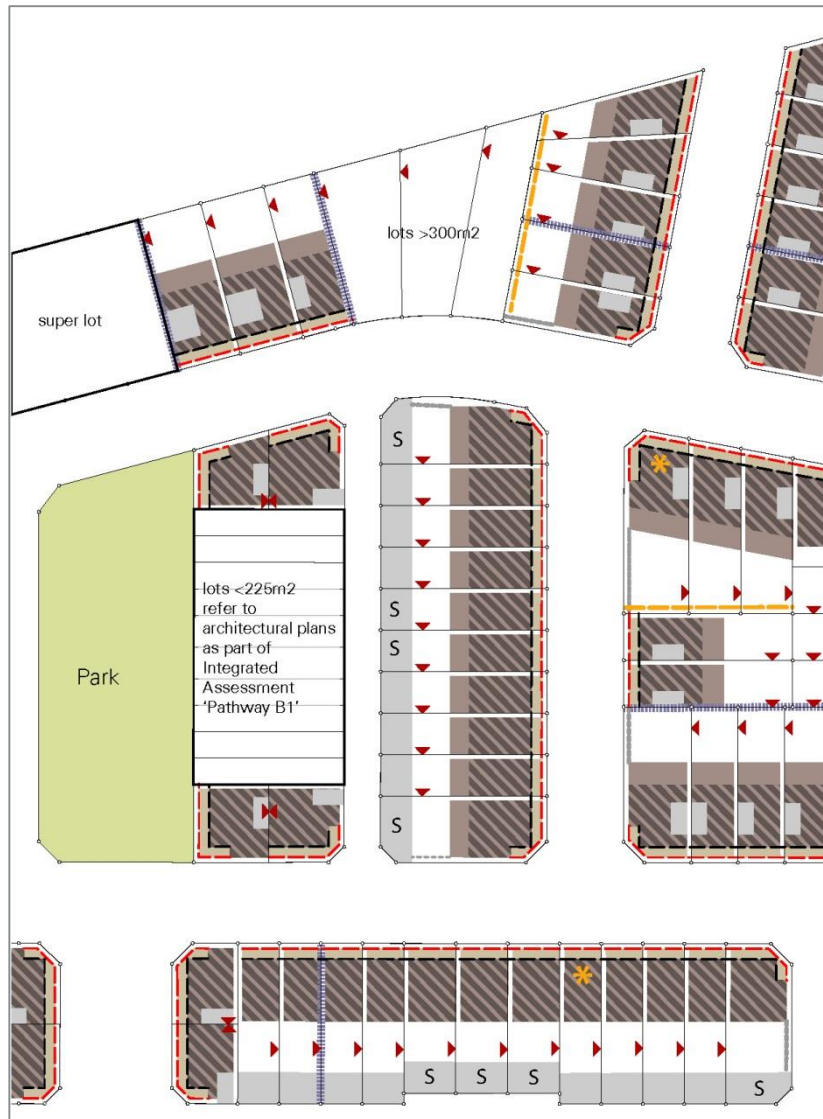 lots >300m2
super lot
S
lots <225m2
refer to
architectural plans
as part of
Integrated
Assessment
‘Pathway B1’
Park
S
S
S
S
S
S
S